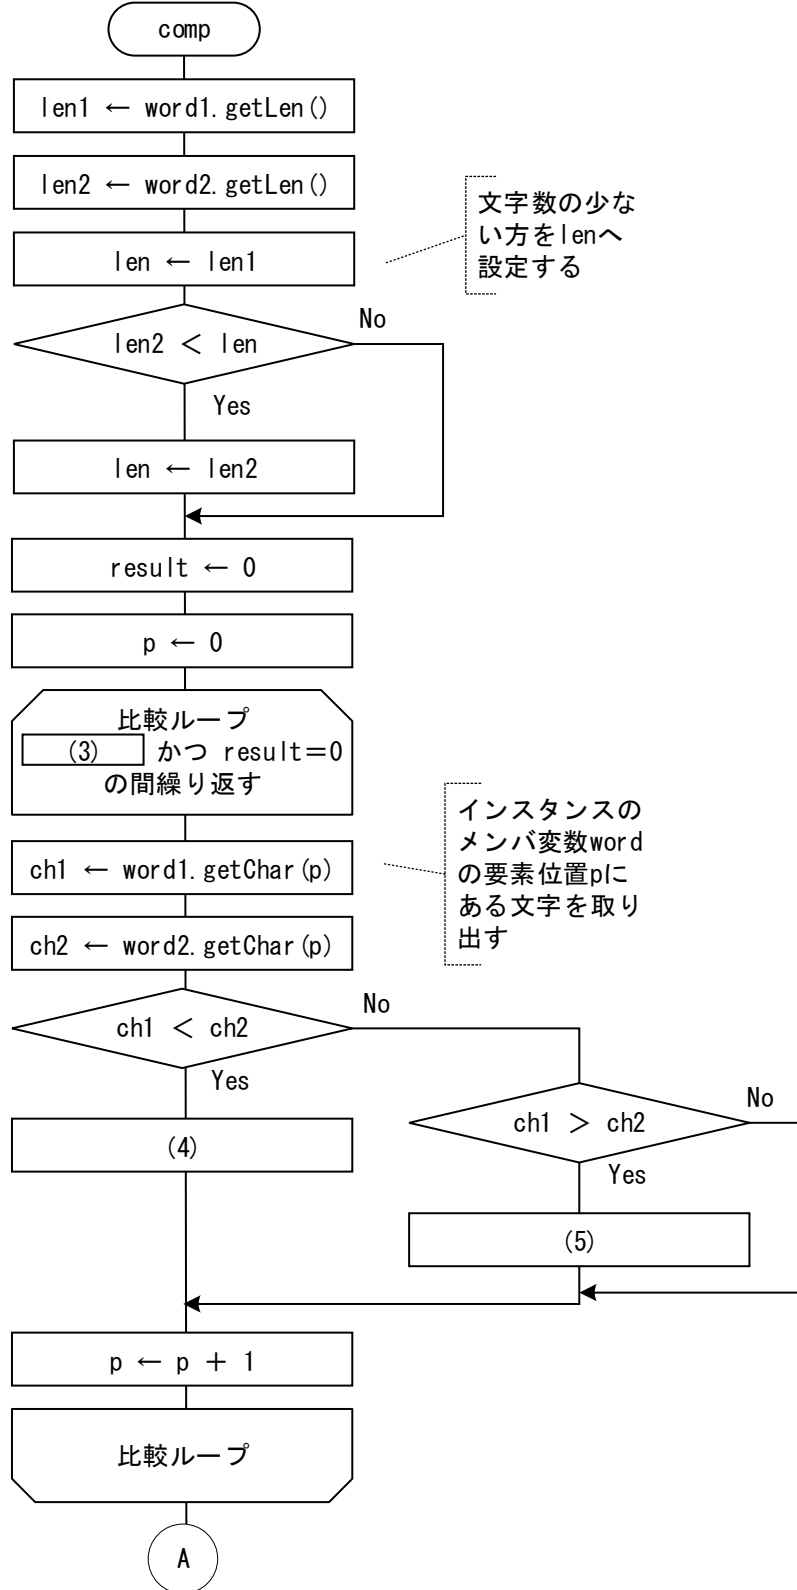 comp
len1 ← word1.getLen()
len2 ← word2.getLen()
文字数の少な
い方をlenへ
設定する
len ← len1
No
len2 ＜ len
Yes
len ← len2
result ← 0
p ← 0
比較ループ
(3) かつ result＝0
の間繰り返す
インスタンスの
メンバ変数word
の要素位置pに
ある文字を取り
出す
ch1 ← word1.getChar(p)
ch2 ← word2.getChar(p)
No
ch1 ＜ ch2
Yes
No
ch1 ＞ ch2
(4)
Yes
(5)
p ← p ＋ 1
比較ループ
A